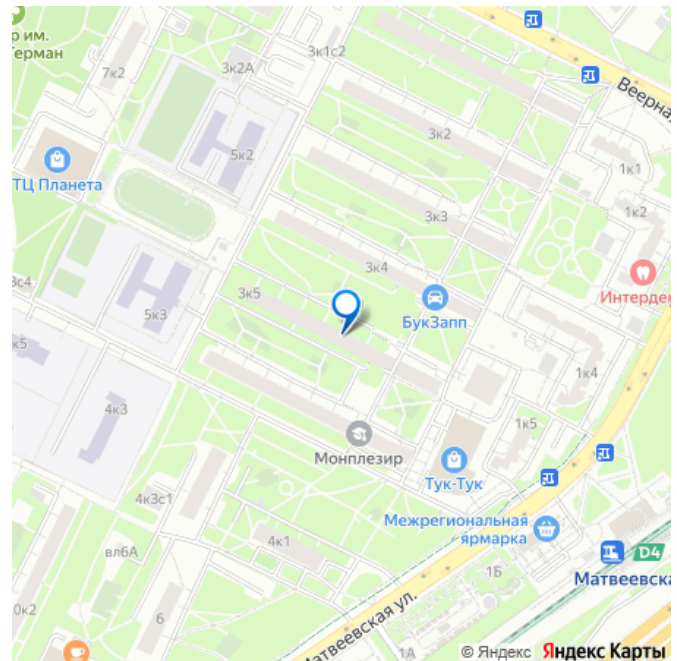 р им.
Герман
7к2
3к2А
3к1с2
Веерна
3к2
5к2
1к1
ТЦ Планета
1к2
3к3
3с4
3к4
Интерден
3к5
БукЗапп
5к3
к5
1к4
4к3
1к5
Монплезир
Тук-Тук
4к3с1
Межрегиональная
ярмарка
4к1
D4
вл6А
1Б
Матвеевска
0к2
6
Матвеевская ул.
1А
© Яндекс Яндекс Карты